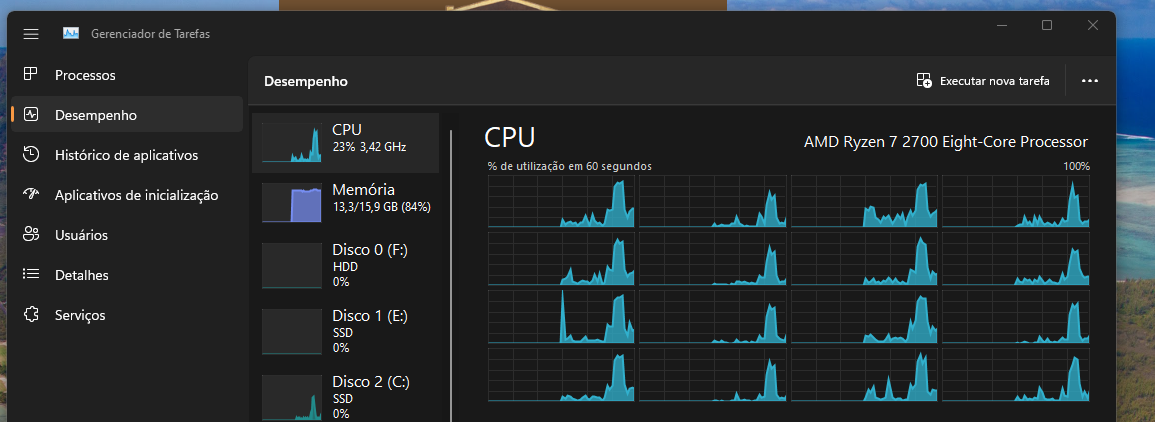 Gerenciador de Tarefas
Processos
Desempenho
Histórico de aplicativos
Aplicativos de inicialização
Usuários
Detalhes
Serviços
Desempenho
Executar nova tarefa
CPU
23% 3,42 GHz
Memória
13,3/15,9 GB (84%)
Disco 0 (F:)
HDD
0%
Disco 1 (E:)
SSD
0%
Disco 2 (C:)
SSD
0%
CPU
AMD Ryzen 7 2700 Eight-Core Processor
% de utilização em 60 segundos
100%